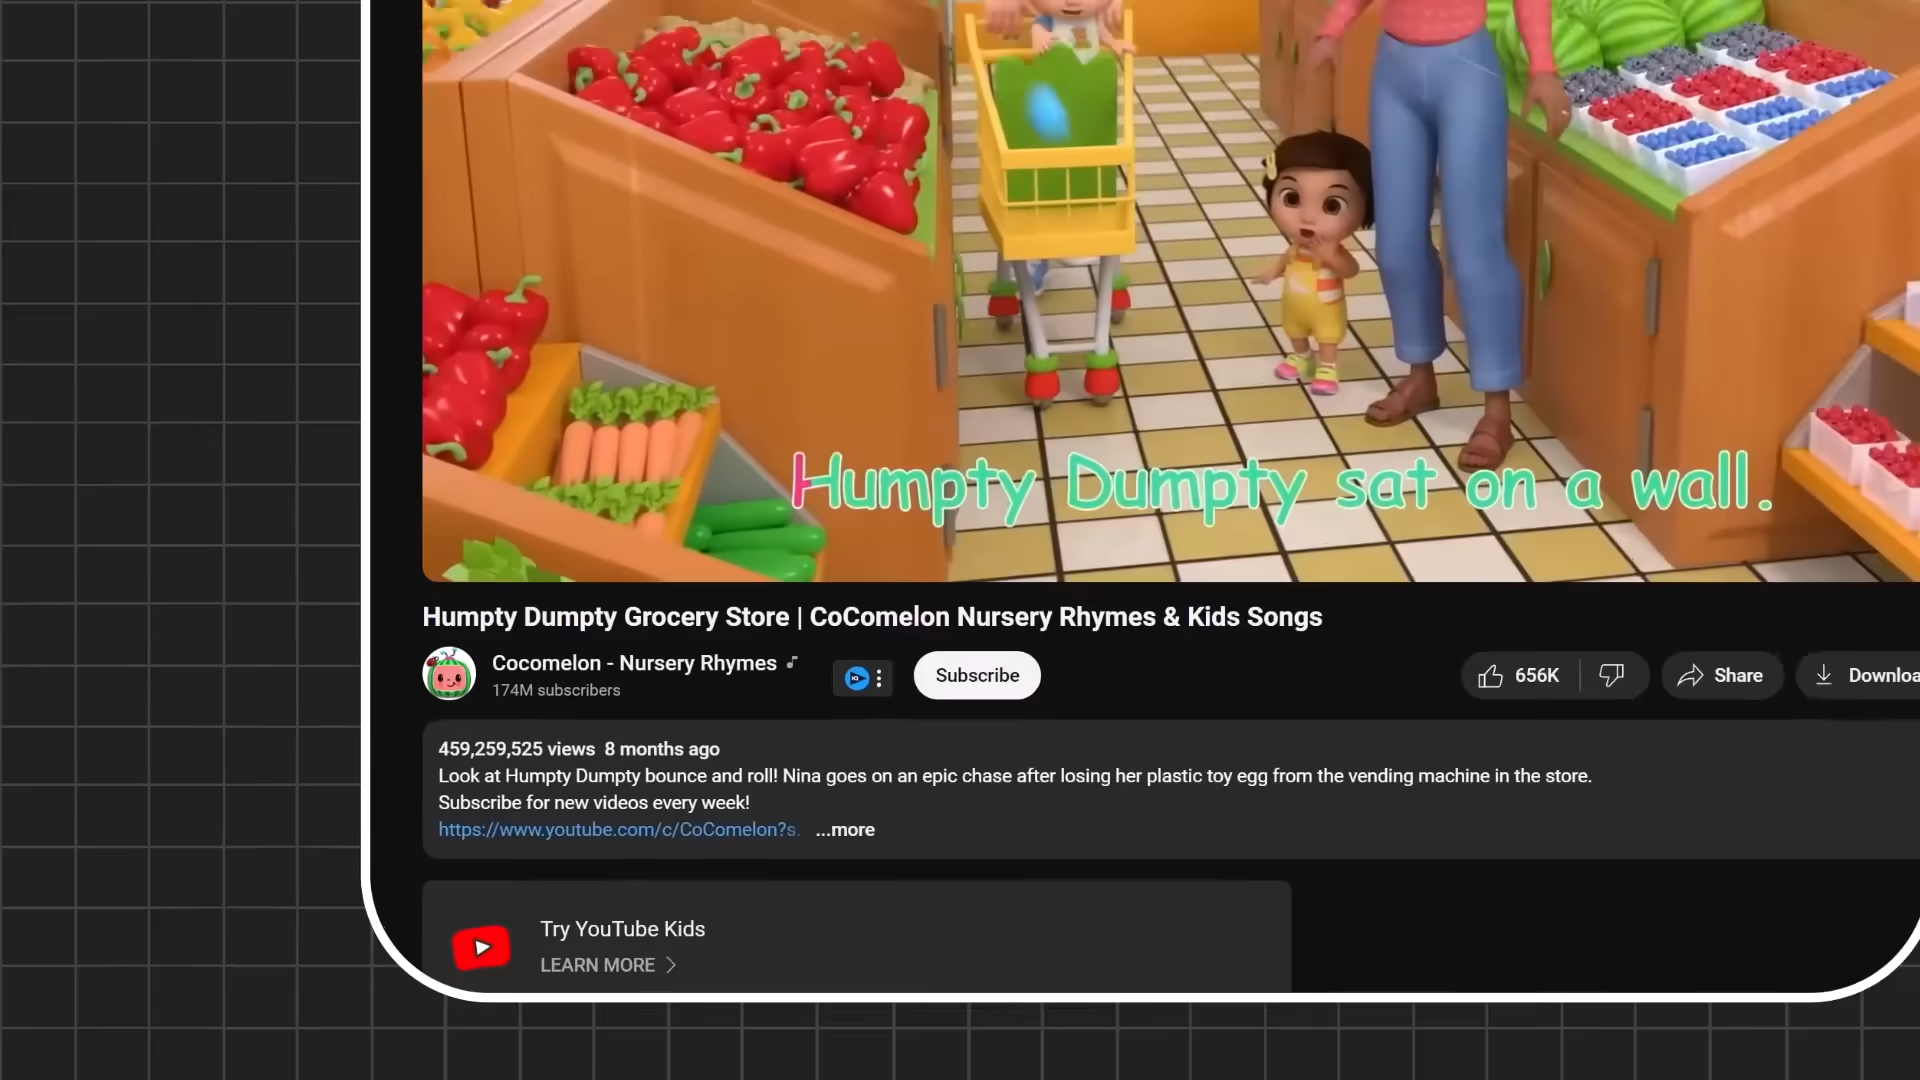 Humpty Dumpty sat on a wall.
Humpty Dumpty Grocery Store | CoComelon Nursery Rhymes & Kids Songs
Cocomelon - Nursery Rhymes
174M subscribers
Subscribe
656K
Share
459,259,525 views 8 months ago
Look at Humpty Dumpty bounce and roll! Nina goes on an epic chase after losing her plastic toy egg from the vending machine in the store.
Subscribe for new videos every week!
https://www.youtube.com/c/CoComelon?s. ...more
Try YouTube Kids
LEARN MORE